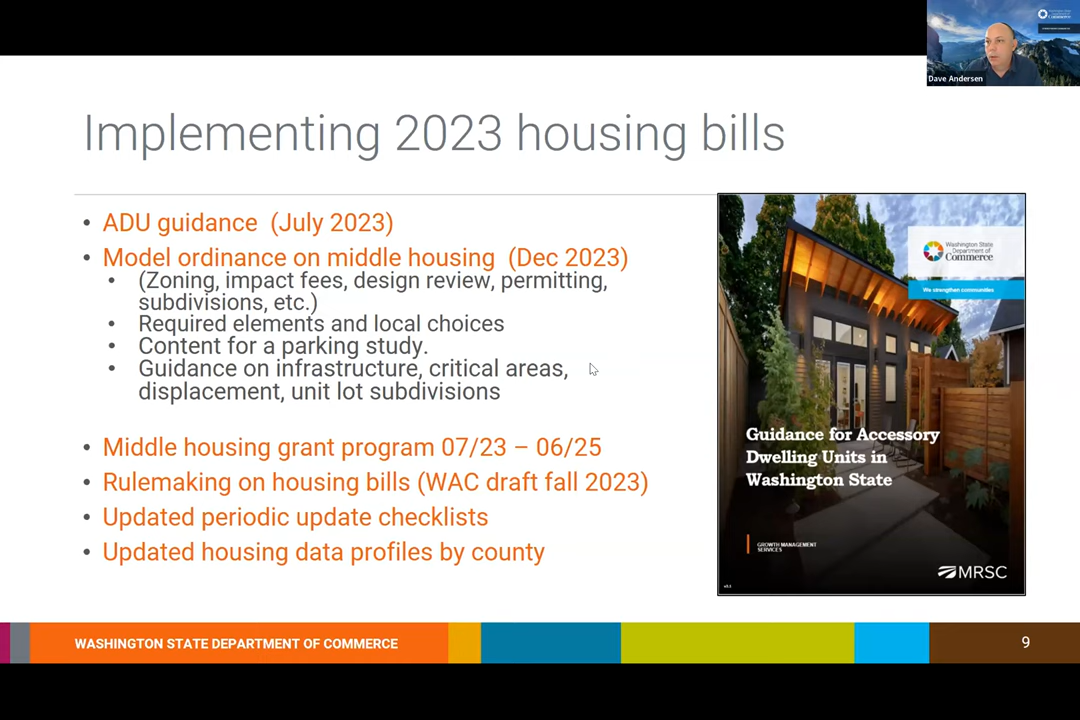 Washington State
Department of
Commerce
Dave Andersen
Implementing 2023 housing bills
• ADU guidance (July 2023)
• Model ordinance on middle housing (Dec 2023)
• (Zoning, impact fees, design review, permitting,
subdivisions, etc.)
• Required elements and local choices
• Content for a parking study.
• Guidance on infrastructure, critical areas,
displacement, unit lot subdivisions
• Middle housing grant program 07/23 – 06/25
• Rulemaking on housing bills (WAC draft fall 2023)
• Updated periodic update checklists
• Updated housing data profiles by county
Washington State
Department of
Commerce
We strengthen communities
Guidance for Accessory
Dwelling Units in
Washington State
GROWTH MANAGEMENT
SERVICES
MRSC
WASHINGTON STATE DEPARTMENT OF COMMERCE
9